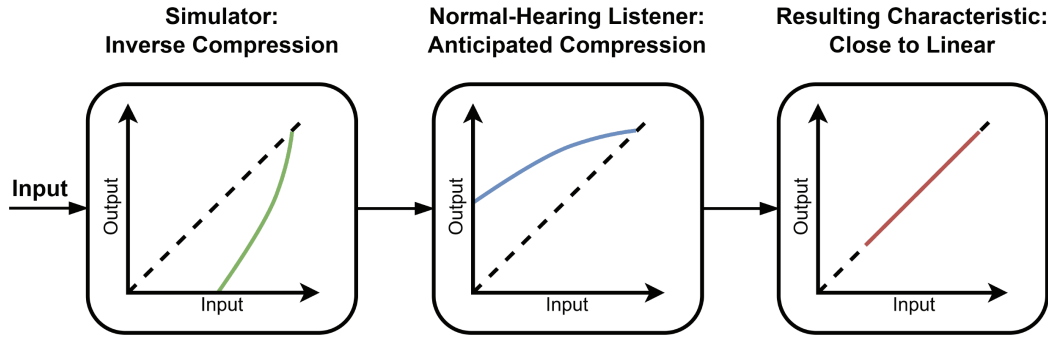 Simulator:
Inverse Compression
Normal-Hearing Listener:
Anticipated Compression
Resulting Characteristic:
Close to Linear
Input
Output
Input
Output
Input
Output
Input